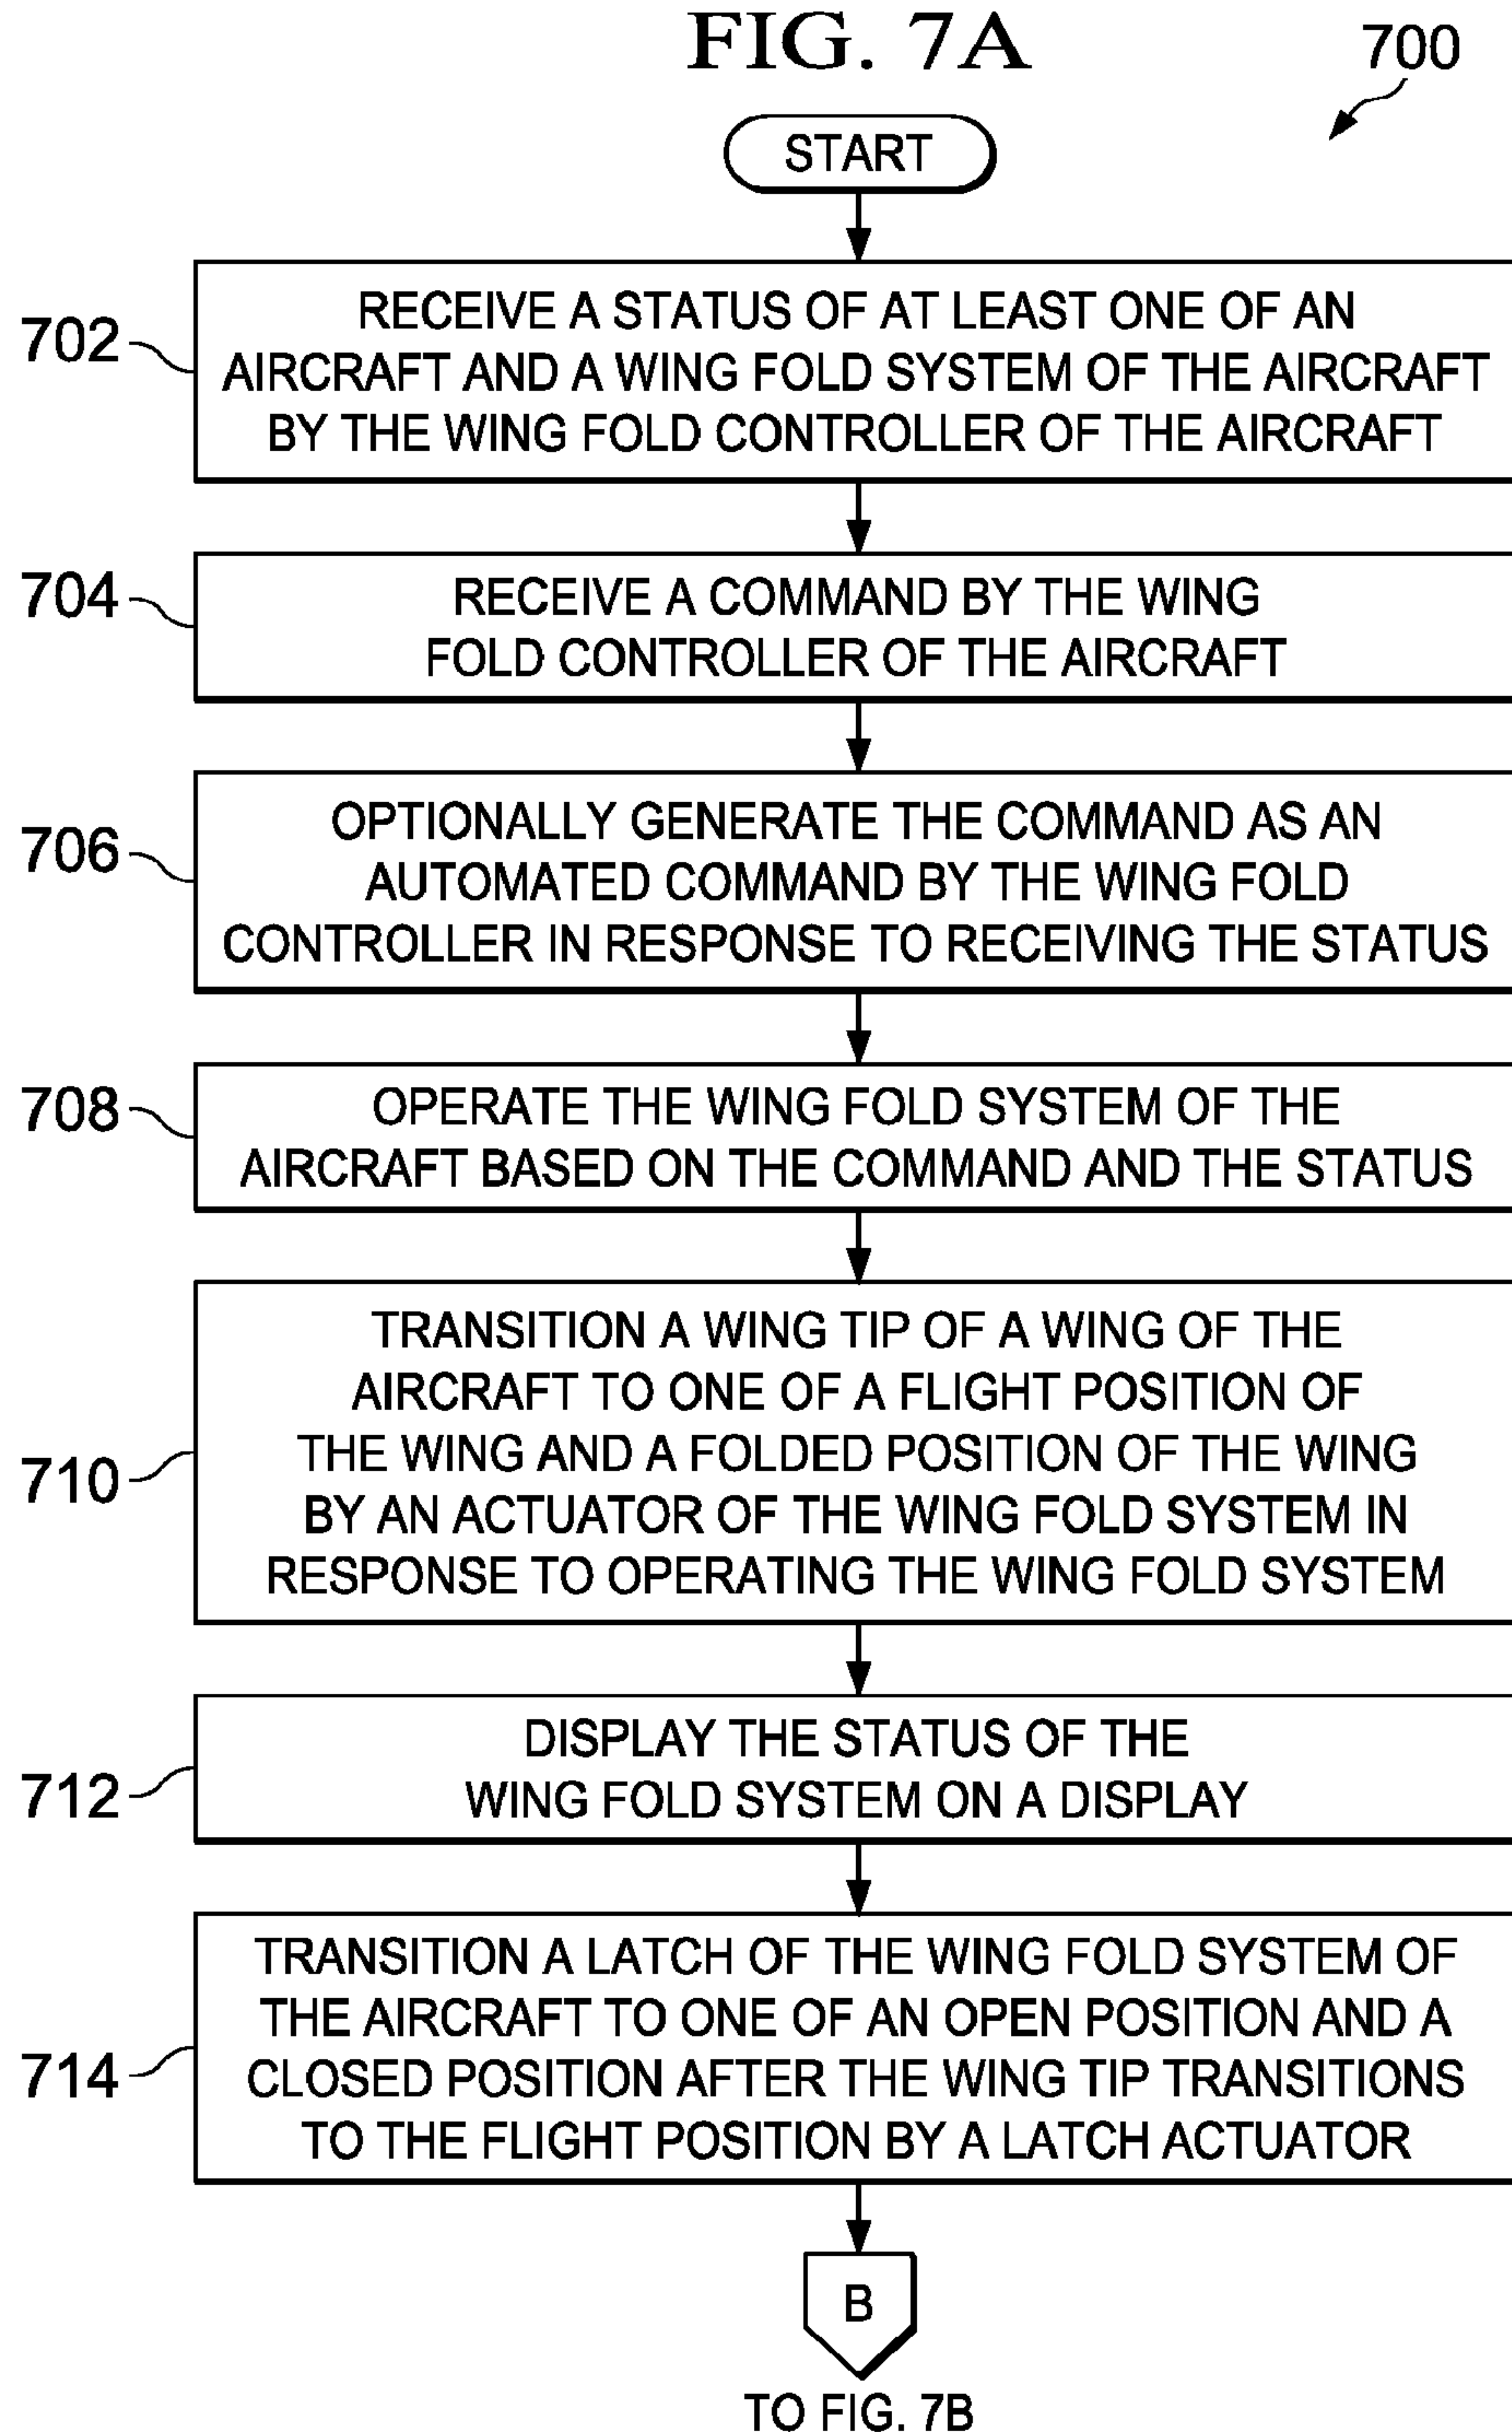 FIG. 7A
700
START
702
RECEIVE A STATUS OF AT LEAST ONE OF AN
AIRCRAFT AND A WING FOLD SYSTEM OF THE AIRCRAFT
BY THE WING FOLD CONTROLLER OF THE AIRCRAFT
704
RECEIVE A COMMAND BY THE WING
FOLD CONTROLLER OF THE AIRCRAFT
706
OPTIONALLY GENERATE THE COMMAND AS AN
AUTOMATED COMMAND BY THE WING FOLD
CONTROLLER IN RESPONSE TO RECEIVING THE STATUS
708
OPERATE THE WING FOLD SYSTEM OF THE
AIRCRAFT BASED ON THE COMMAND AND THE STATUS
710
TRANSITION A WING TIP OF A WING OF THE
AIRCRAFT TO ONE OF A FLIGHT POSITION OF
THE WING AND A FOLDED POSITION OF THE WING
BY AN ACTUATOR OF THE WING FOLD SYSTEM IN
RESPONSE TO OPERATING THE WING FOLD SYSTEM
712
DISPLAY THE STATUS OF THE
WING FOLD SYSTEM ON A DISPLAY
714
TRANSITION A LATCH OF THE WING FOLD SYSTEM OF
THE AIRCRAFT TO ONE OF AN OPEN POSITION AND A
CLOSED POSITION AFTER THE WING TIP TRANSITIONS
TO THE FLIGHT POSITION BY A LATCH ACTUATOR
B
TO FIG. 7B